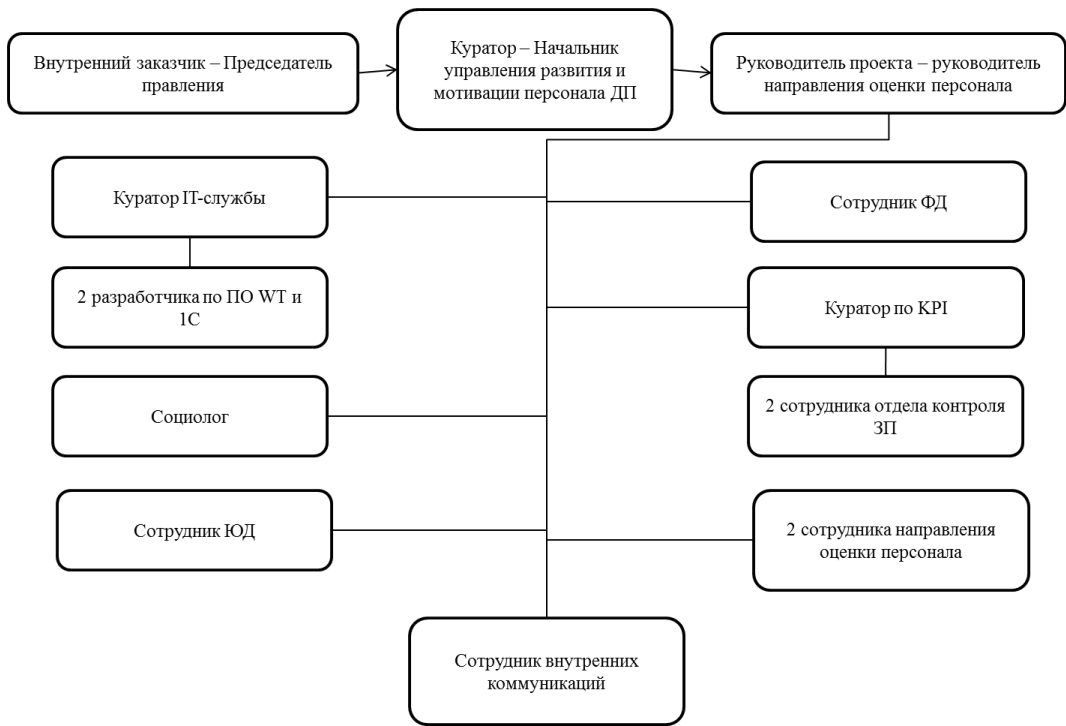 Внутренний заказчик – Председатель
правления
Куратор – Начальник
управления развития и
мотивации персонала ДП
Руководитель проекта – руководитель
направления оценки персонала
Куратор IT-службы
Сотрудник ФД
2 разработчика по ПО WT и
1С
Куратор по KPI
Социолог
2 сотрудника отдела контроля
ЗП
Сотрудник ЮД
2 сотрудника направления
оценки персонала
Сотрудник внутренних
коммуникаций